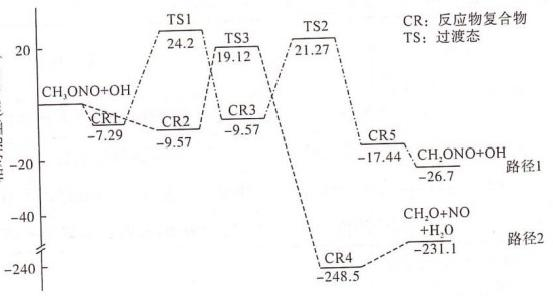 CR：反应物复合物
TS：过渡态
TS1
24.2
TS3
19.12
TS2
21.27
20
CH₃ONO+OH
CR1
-7.29
CR2
-9.57
CR3
-9.57
CR5
-17.44
CH₂ONO+OH
-26.7
路径1
-20
-40
CH₂O+NO
+H₂O
-231.1
路径2
CR4
-248.5
-240